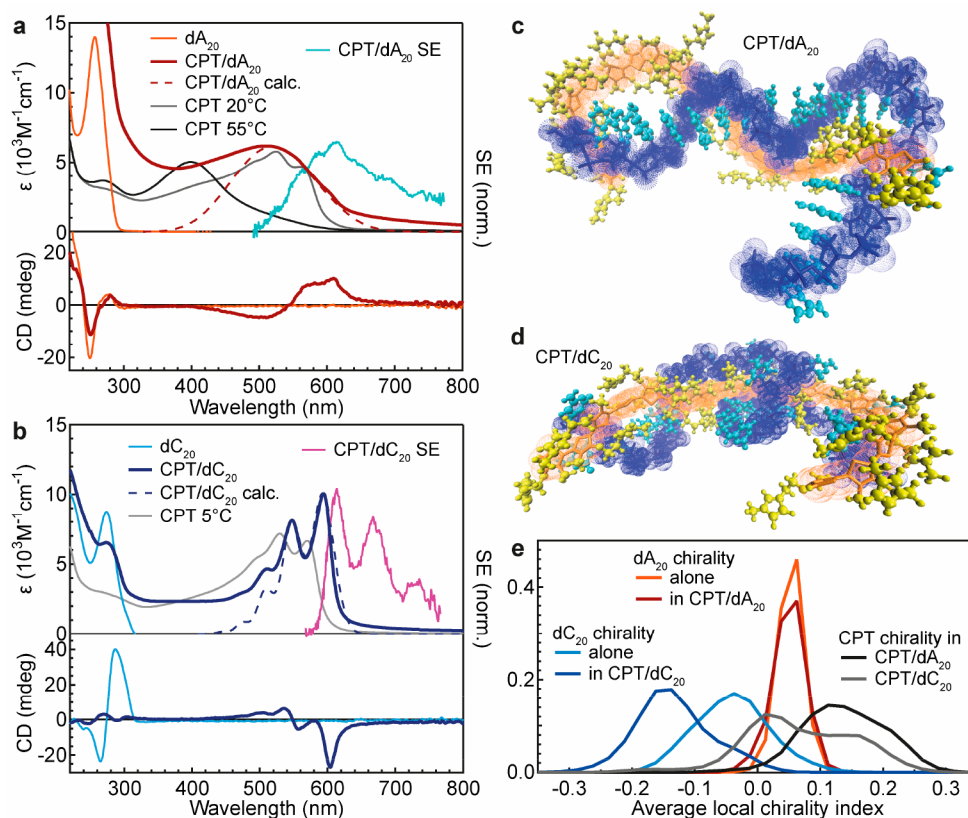 a
dA₂₀
CPT/dA₂₀
CPT/dA₂₀ calc.
CPT 20°C
CPT 55°C
CPT/dA₂₀ SE
ε (10³M⁻¹cm⁻¹)
15
10
5
0
SE (norm.)
CD (mdeg)
20
0
-20
300 400 500 600 700 800
Wavelength (nm)
b
dC₂₀
CPT/dC₂₀
CPT/dC₂₀ calc.
CPT 5°C
CPT/dC₂₀ SE
ε (10³M⁻¹cm⁻¹)
15
10
5
0
SE (norm.)
CD (mdeg)
40
20
0
-20
300 400 500 600 700 800
Wavelength (nm)
c
CPT/dA₂₀
d
CPT/dC₂₀
e
dA₂₀ chirality
alone
in CPT/dA₂₀
dC₂₀ chirality
alone
in CPT/dC₂₀
CPT chirality in
CPT/dA₂₀
CPT/dC₂₀
0.4
0.2
0.0
-0.3 -0.2 0.0 0.1 0.2 0.3
Average local chirality index